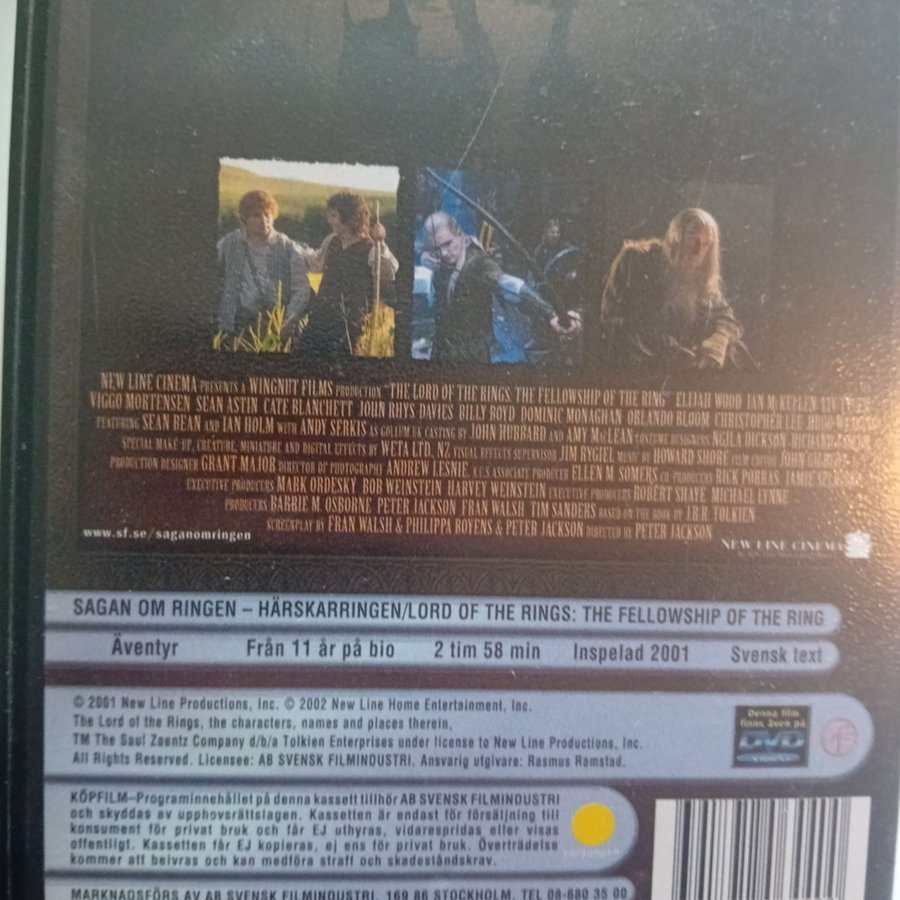 NEW LINE CINEMA PRESENTS A WINGNUT FILMS PRODUCTION "THE LORD OF THE RINGS: THE FELLOWSHIP OF THE RING" ELIJAH WOOD IAN McKELLEN
VIGGO MORTENSEN SEAN ASTIN CATE BLANCHETT JOHN RHYS-DAVIES BILLY BOYD DOMINIC MONAGHAN ORLANDO BLOOM CHRISTOPHER LEE
FEATURING SEAN BEAN AND IAN HOLM WITH ANDY SERKIS AS GOLLUM UK CASTING BY JOHN HUBBARD AND AMY McLEAN COSTUME DESIGNERS NGILA DICKSON
SPECIAL MAKE-UP, CREATURE, MINIATURE AND DIGITAL EFFECTS BY WETA LTD. NZ VISUAL EFFECTS SUPERVISOR JIM RYGIEL MUSIC BY HOWARD SHORE
PRODUCTION DESIGNER GRANT MAJOR DIRECTOR OF PHOTOGRAPHY ANDREW LESNIE, A.C.S. ASSOCIATE PRODUCER ELLEN M. SOMERS CO-PRODUCERS RICK PORRAS
EXECUTIVE PRODUCERS MARK ORDESKY BOB WEINSTEIN HARVEY WEINSTEIN EXECUTIVE PRODUCERS ROBERT SHAYE MICHAEL LYNNE
PRODUCERS BARRIE M. OSBORNE PETER JACKSON FRAN WALSH TIM SANDERS BASED ON THE BOOK BY J.R.R. TOLKIEN
SCREENPLAY BY FRAN WALSH & PHILIPPA BOYENS & PETER JACKSON DIRECTED BY PETER JACKSON
www.sf.se/saganomringen
NEW LINE CINEMA
SAGAN OM RINGEN – HÄRSKARRINGEN/LORD OF THE RINGS: THE FELLOWSHIP OF THE RING
Äventyr Från 11 år på bio 2 tim 58 min Inspelad 2001 Svensk text
© 2001 New Line Productions, Inc. © 2002 New Line Home Entertainment, Inc.
The Lord of the Rings, the characters, names and places therein,
TM The Saul Zaentz Company d/b/a Tolkien Enterprises under license to New Line Productions, Inc.
All Rights Reserved. Licensee: AB SVENSK FILMINDUSTRI. Ansvarig utgivare: Rasmus Ramstad.
Denna film
finns även på
DVD
VIDEO
KÖPFILM–Programinnehållet på denna kassett tillhör AB SVENSK FILMINDUSTRI
och skyddas av upphovsrättslagen. Kassetten är endast för försäljning till
konsument för privat bruk och får EJ uthyras, vidarespridas eller visas
offentligt. Kassetten får EJ kopieras, ej ens för privat bruk. Överträdelse
kommer att beivras och kan medföra straff och skadeståndskrav.
MARKNADSFÖRS AV AB SVENSK FILMINDUSTRI, 169 86 STOCKHOLM, TEL 08-680 35 00